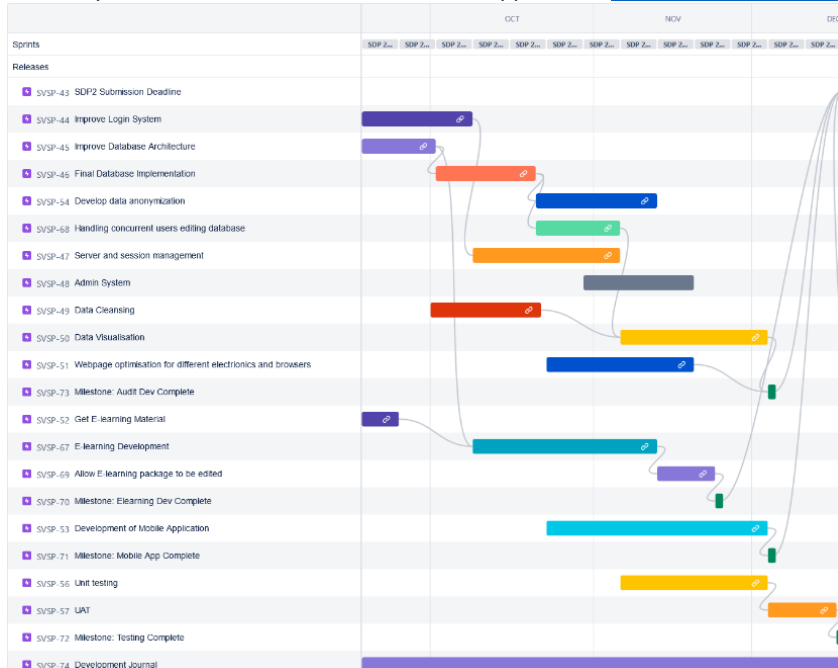 OCT NOV DEC
Sprints SDP 2... SDP 2... SDP 2... SDP 2... SDP 2... SDP 2... SDP 2... SDP 2... SDP 2... SDP 2... SDP 2... SDP 2... SDP 2...
Releases
SVSP-43 SDP2 Submission Deadline
SVSP-44 Improve Login System
SVSP-45 Improve Database Architecture
SVSP-46 Final Database Implementation
SVSP-54 Develop data anonymization
SVSP-68 Handling concurrent users editing database
SVSP-47 Server and session management
SVSP-48 Admin System
SVSP-49 Data Cleansing
SVSP-50 Data Visualisation
SVSP-51 Webpage optimisation for different electrionics and browsers
SVSP-73 Milestone: Audit Dev Complete
SVSP-52 Get E-learning Material
SVSP-67 E-learning Development
SVSP-69 Allow E-learning package to be edited
SVSP-70 Milestone: Elearning Dev Complete
SVSP-53 Development of Mobile Application
SVSP-71 Milestone: Mobile App Complete
SVSP-56 Unit testing
SVSP-57 UAT
SVSP-72 Milestone: Testing Complete
SVSP-74 Development Journal